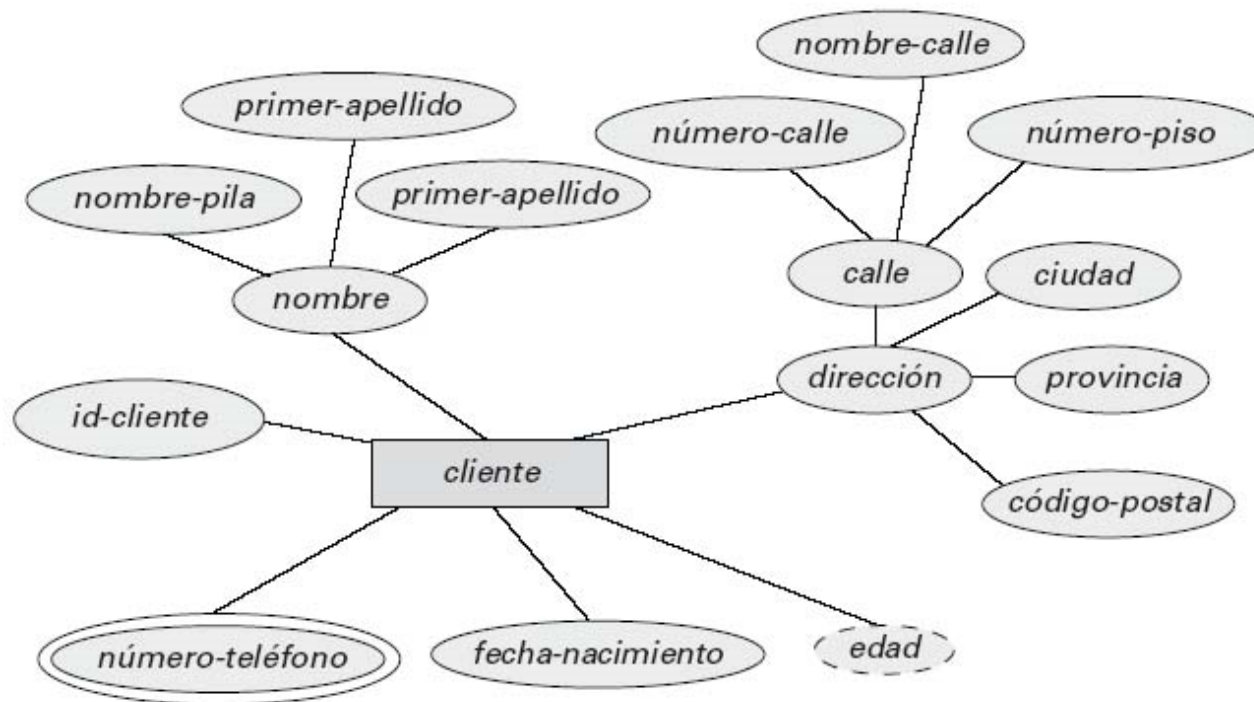 nombre-calle
primer-apellido
número-calle
número-piso
nombre-pila
primer-apellido
nombre
calle
ciudad
dirección
provincia
id-cliente
cliente
código-postal
número-teléfono
fecha-nacimiento
edad